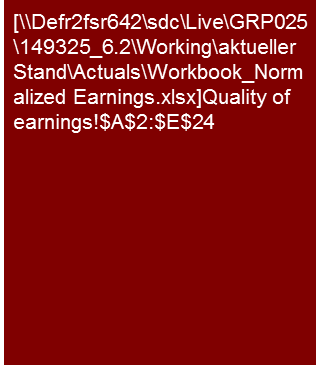 [\\Defr2fsr642\sdc\Live\GRP025
\149325_6.2\Working\aktueller
Stand\Actuals\Workbook_Norm
alized Earnings.xlsx]Quality of
earnings!$A$2:$E$24